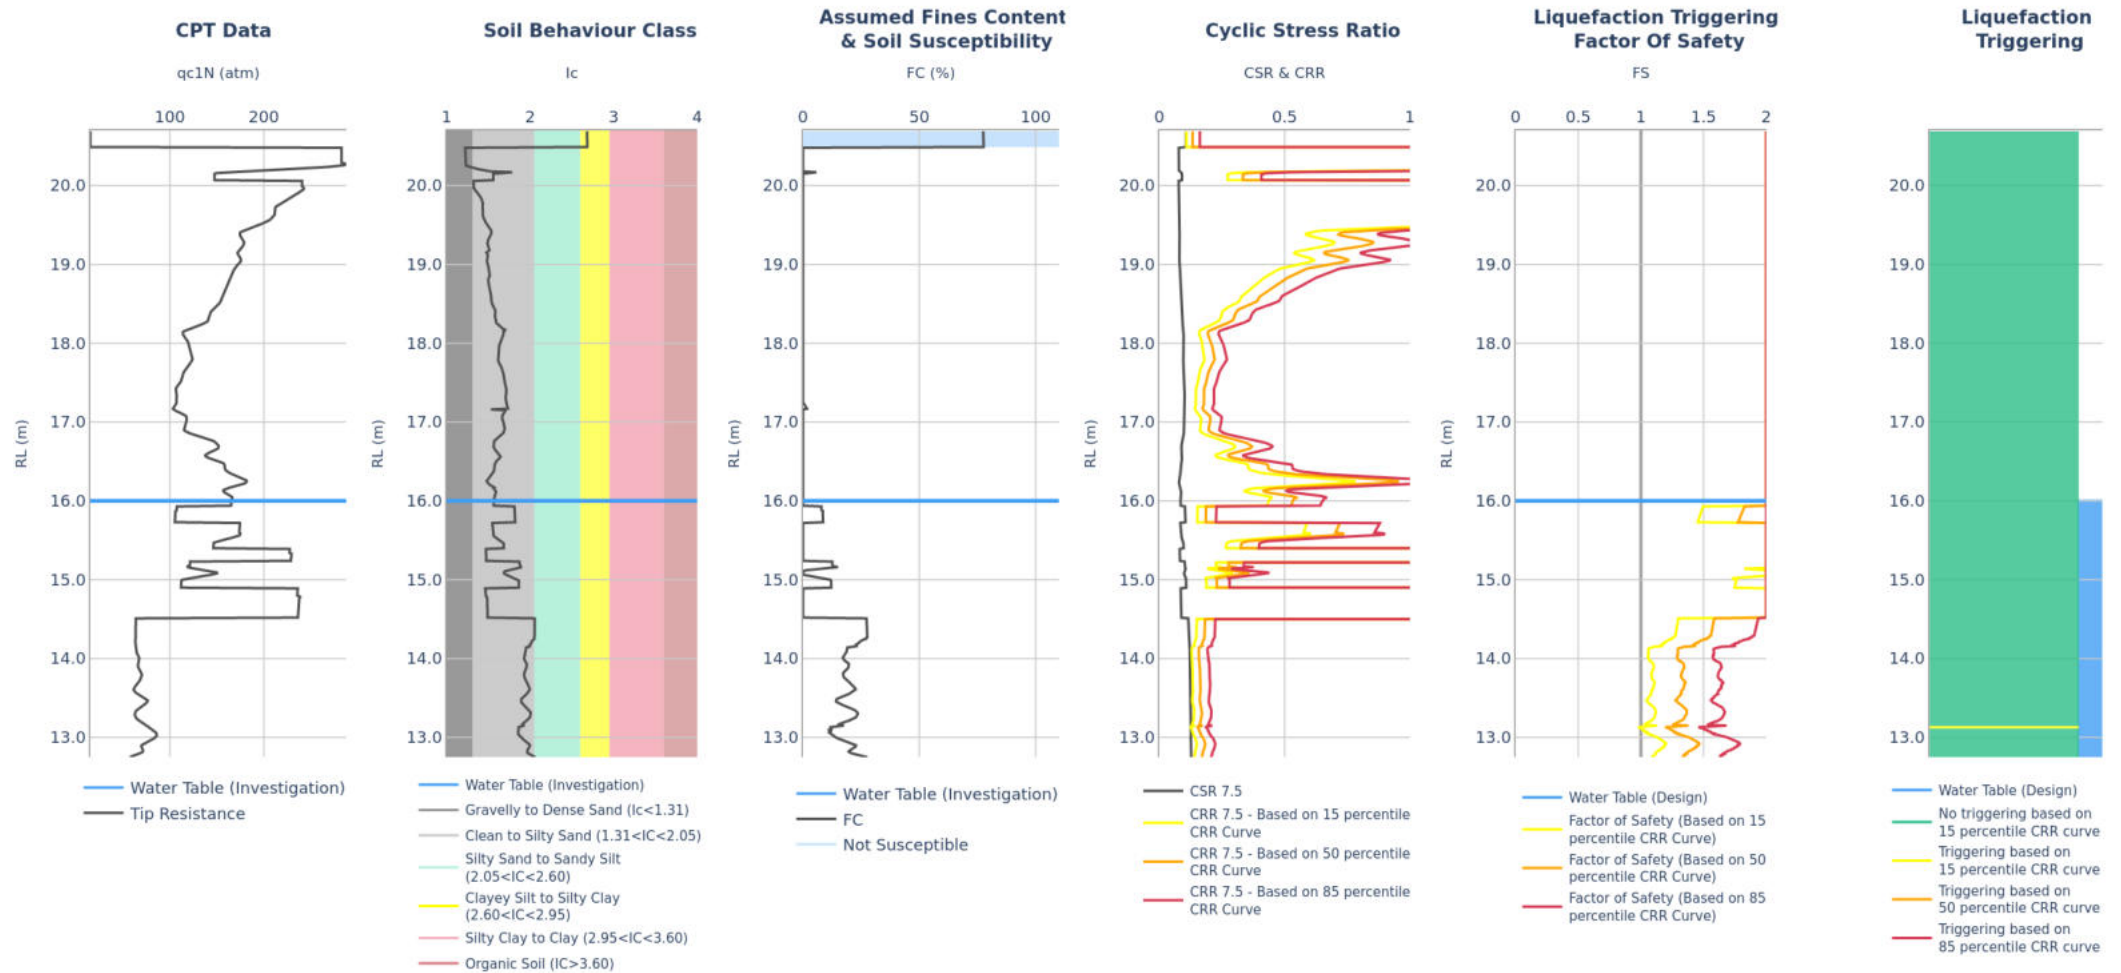 CPT Data
qc1N (atm)
100 200
RL (m)
20.0
19.0
18.0
17.0
16.0
15.0
14.0
13.0
Water Table (Investigation)
Tip Resistance
Soil Behaviour Class
Ic
1 2 3 4
RL (m)
20.0
19.0
18.0
17.0
16.0
15.0
14.0
13.0
Water Table (Investigation)
Gravelly to Dense Sand (Ic<1.31)
Clean to Silty Sand (1.31<IC<2.05)
Silty Sand to Sandy Silt
(2.05<IC<2.60)
Clayey Silt to Silty Clay
(2.60<IC<2.95)
Silty Clay to Clay (2.95<IC<3.60)
Organic Soil (IC>3.60)
Assumed Fines Content
& Soil Susceptibility
FC (%)
0 50 100
RL (m)
20.0
19.0
18.0
17.0
16.0
15.0
14.0
13.0
Water Table (Investigation)
FC
Not Susceptible
Cyclic Stress Ratio
CSR & CRR
0 0.5 1
RL (m)
20.0
19.0
18.0
17.0
16.0
15.0
14.0
13.0
CSR 7.5
CRR 7.5 - Based on 15 percentile
CRR Curve
CRR 7.5 - Based on 50 percentile
CRR Curve
CRR 7.5 - Based on 85 percentile
CRR Curve
Liquefaction Triggering
Factor Of Safety
FS
0 0.5 1 1.5 2
RL (m)
20.0
19.0
18.0
17.0
16.0
15.0
14.0
13.0
Water Table (Design)
Factor of Safety (Based on 15
percentile CRR Curve)
Factor of Safety (Based on 50
percentile CRR Curve)
Factor of Safety (Based on 85
percentile CRR Curve)
Liquefaction
Triggering
20.0
19.0
18.0
17.0
16.0
15.0
14.0
13.0
Water Table (Design)
No triggering based on
15 percentile CRR curve
Triggering based on
15 percentile CRR curve
Triggering based on
50 percentile CRR curve
Triggering based on
85 percentile CRR curve